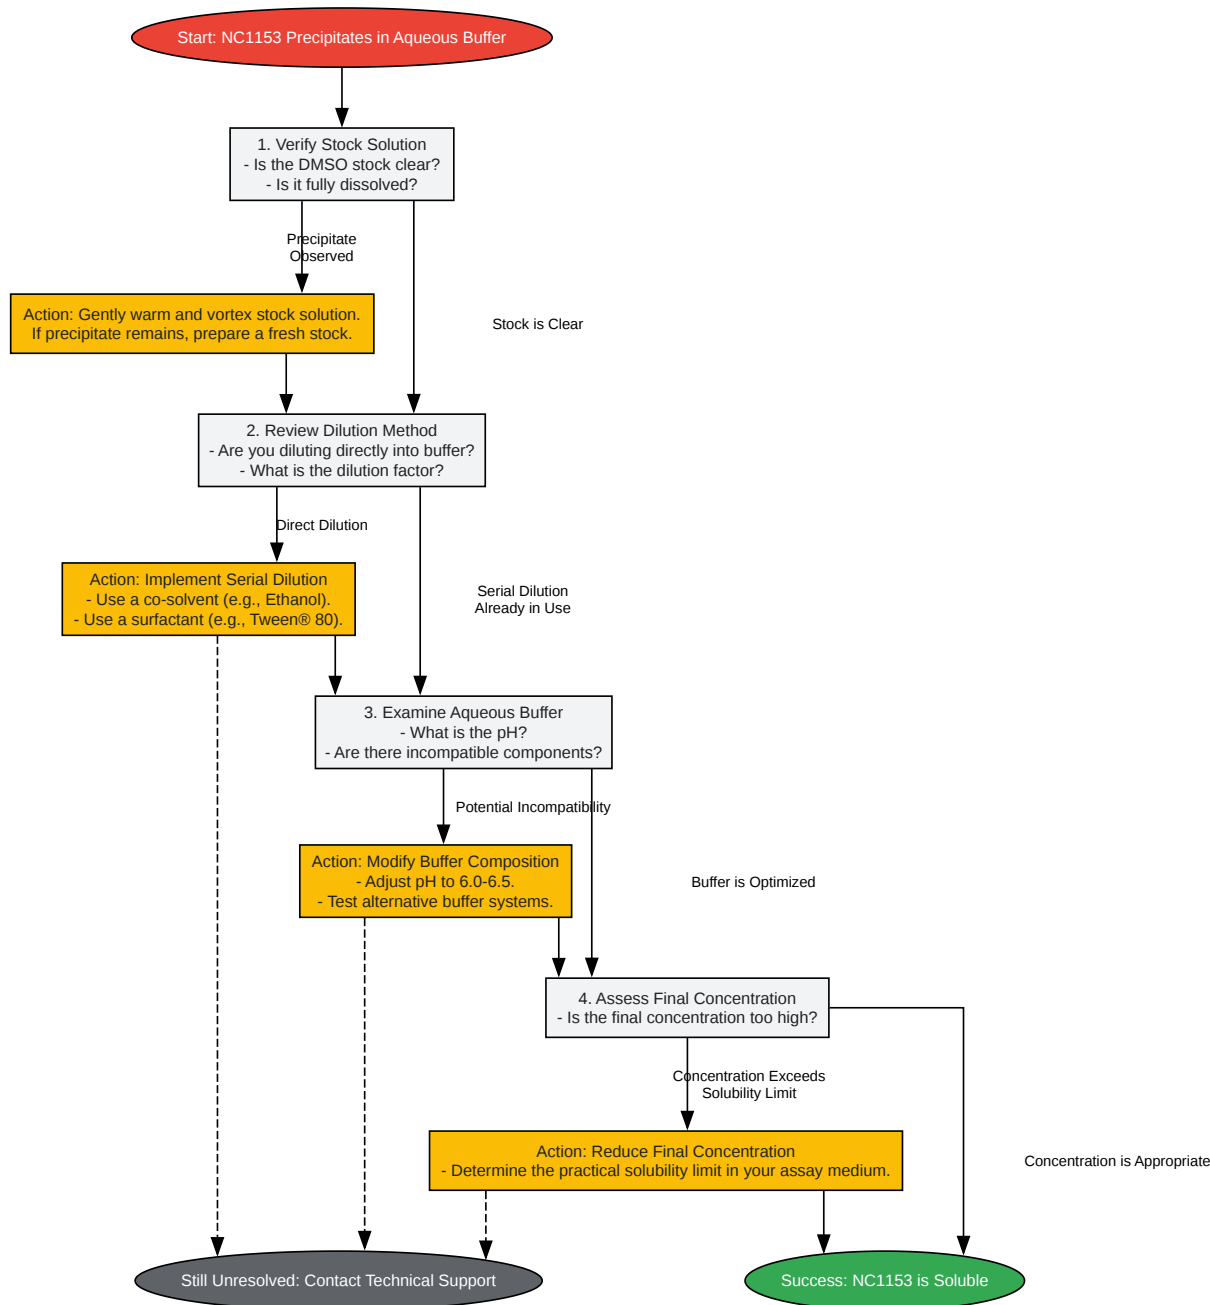 Start: NC1153 Precipitates in Aqueous Buffer
1. Verify Stock Solution
- Is the DMSO stock clear?
- Is it fully dissolved?
Precipitate
Observed
Action: Gently warm and vortex stock solution.
If precipitate remains, prepare a fresh stock.
Stock is Clear
2. Review Dilution Method
- Are you diluting directly into buffer?
- What is the dilution factor?
Direct Dilution
Action: Implement Serial Dilution
- Use a co-solvent (e.g., Ethanol).
- Use a surfactant (e.g., Tween® 80).
Serial Dilution
Already in Use
3. Examine Aqueous Buffer
- What is the pH?
- Are there incompatible components?
Potential Incompatibility
Action: Modify Buffer Composition
- Adjust pH to 6.0-6.5.
- Test alternative buffer systems.
Buffer is Optimized
4. Assess Final Concentration
- Is the final concentration too high?
Concentration Exceeds
Solubility Limit
Action: Reduce Final Concentration
- Determine the practical solubility limit in your assay medium.
Concentration is Appropriate
Still Unresolved: Contact Technical Support
Success: NC1153 is Soluble